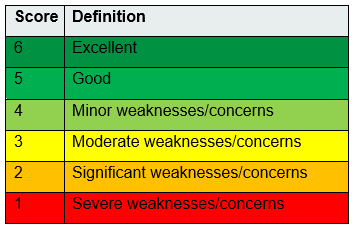 Score Definition
6 Excellent
5 Good
4 Minor weaknesses/concerns
3 Moderate weaknesses/concerns
2 Significant weaknesses/concerns
1 Severe weaknesses/concerns